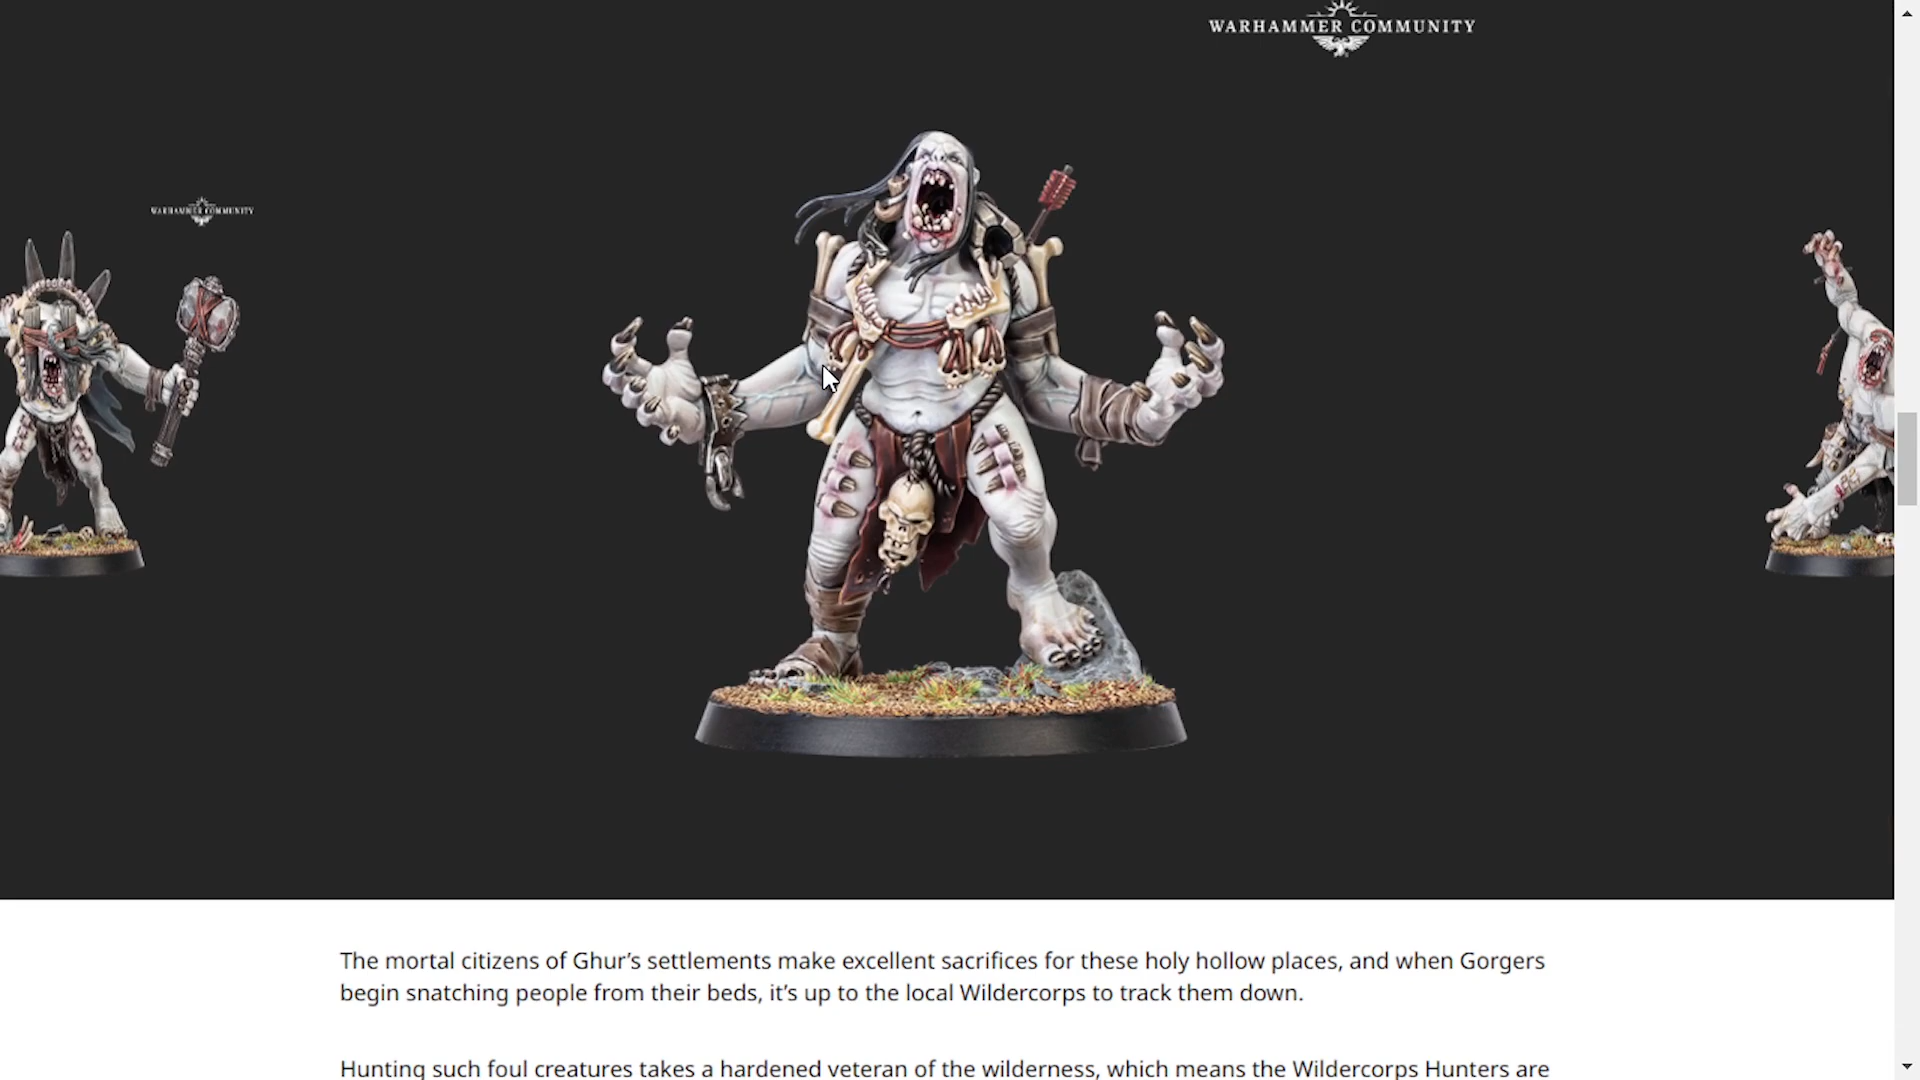 WARHAMMER COMMUNITY
WARHAMMER COMMUNITY
The mortal citizens of Ghur’s settlements make excellent sacrifices for these holy hollow places, and when Gorgers
begin snatching people from their beds, it’s up to the local Wildercorps to track them down.
Hunting such foul creatures takes a hardened veteran of the wilderness, which means the Wildercorps Hunters are